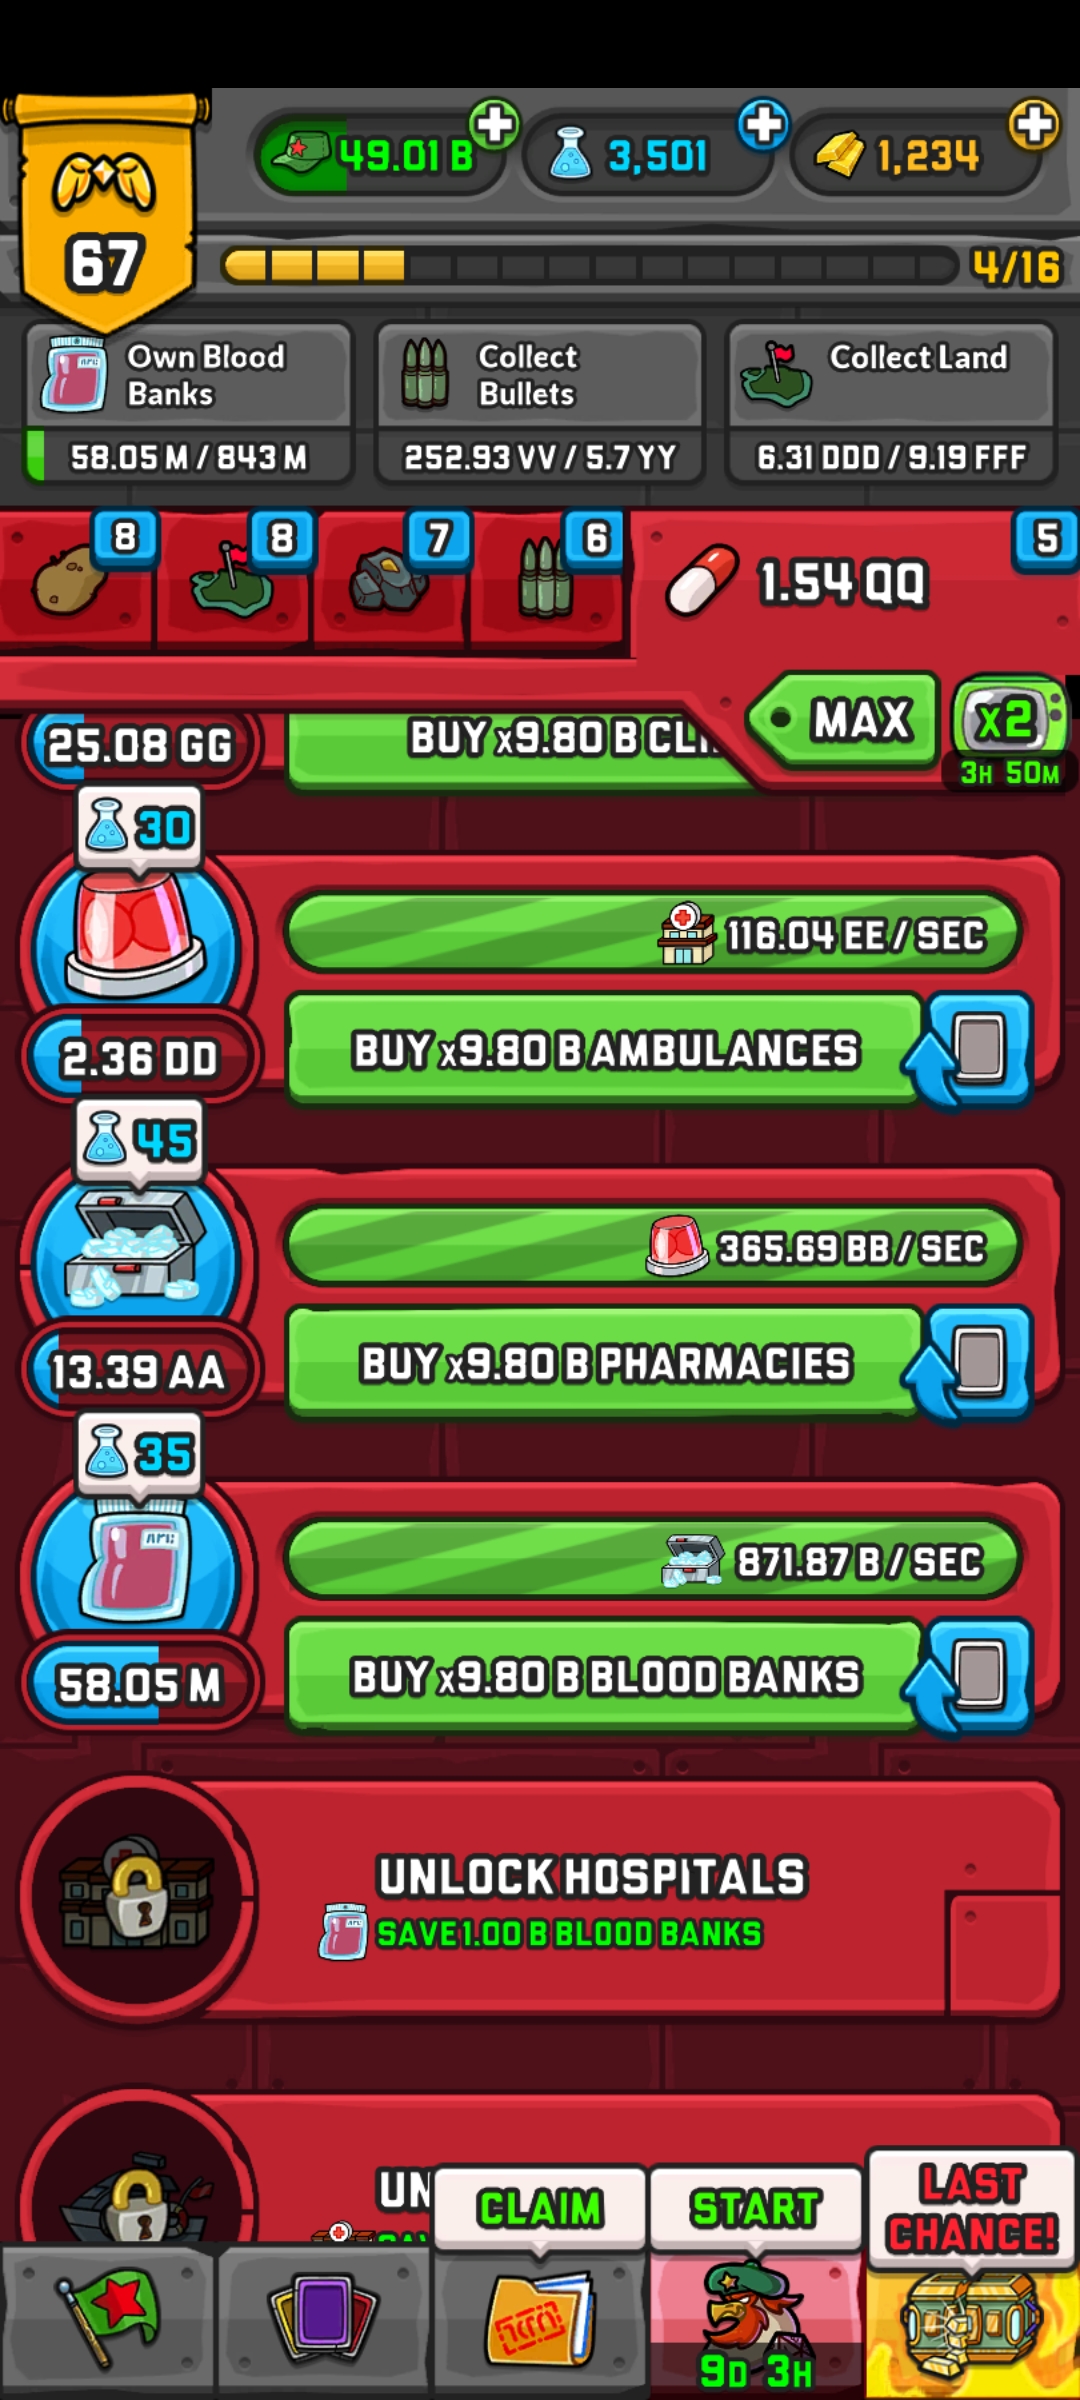 49.01 B
3,501
1,234
67
4/16
Own Blood
Banks
58.05 M / 843 M
Collect
Bullets
252.93 VV / 5.7 YY
Collect Land
6.31 DDD / 9.19 FFF
8
8
7
6
1.54 QQ
5
MAX
x2
3H 50M
25.08 GG
BUY x9.80 B
30
116.04 EE / SEC
2.36 DD
BUY x9.80 B AMBULANCES
45
365.69 BB / SEC
13.39 AA
BUY x9.80 B PHARMACIES
35
871.87 B / SEC
58.05 M
BUY x9.80 B BLOOD BANKS
UNLOCK HOSPITALS
SAVE 1.00 B BLOOD BANKS
CLAIM
START
LAST
CHANCE!
9D 3H